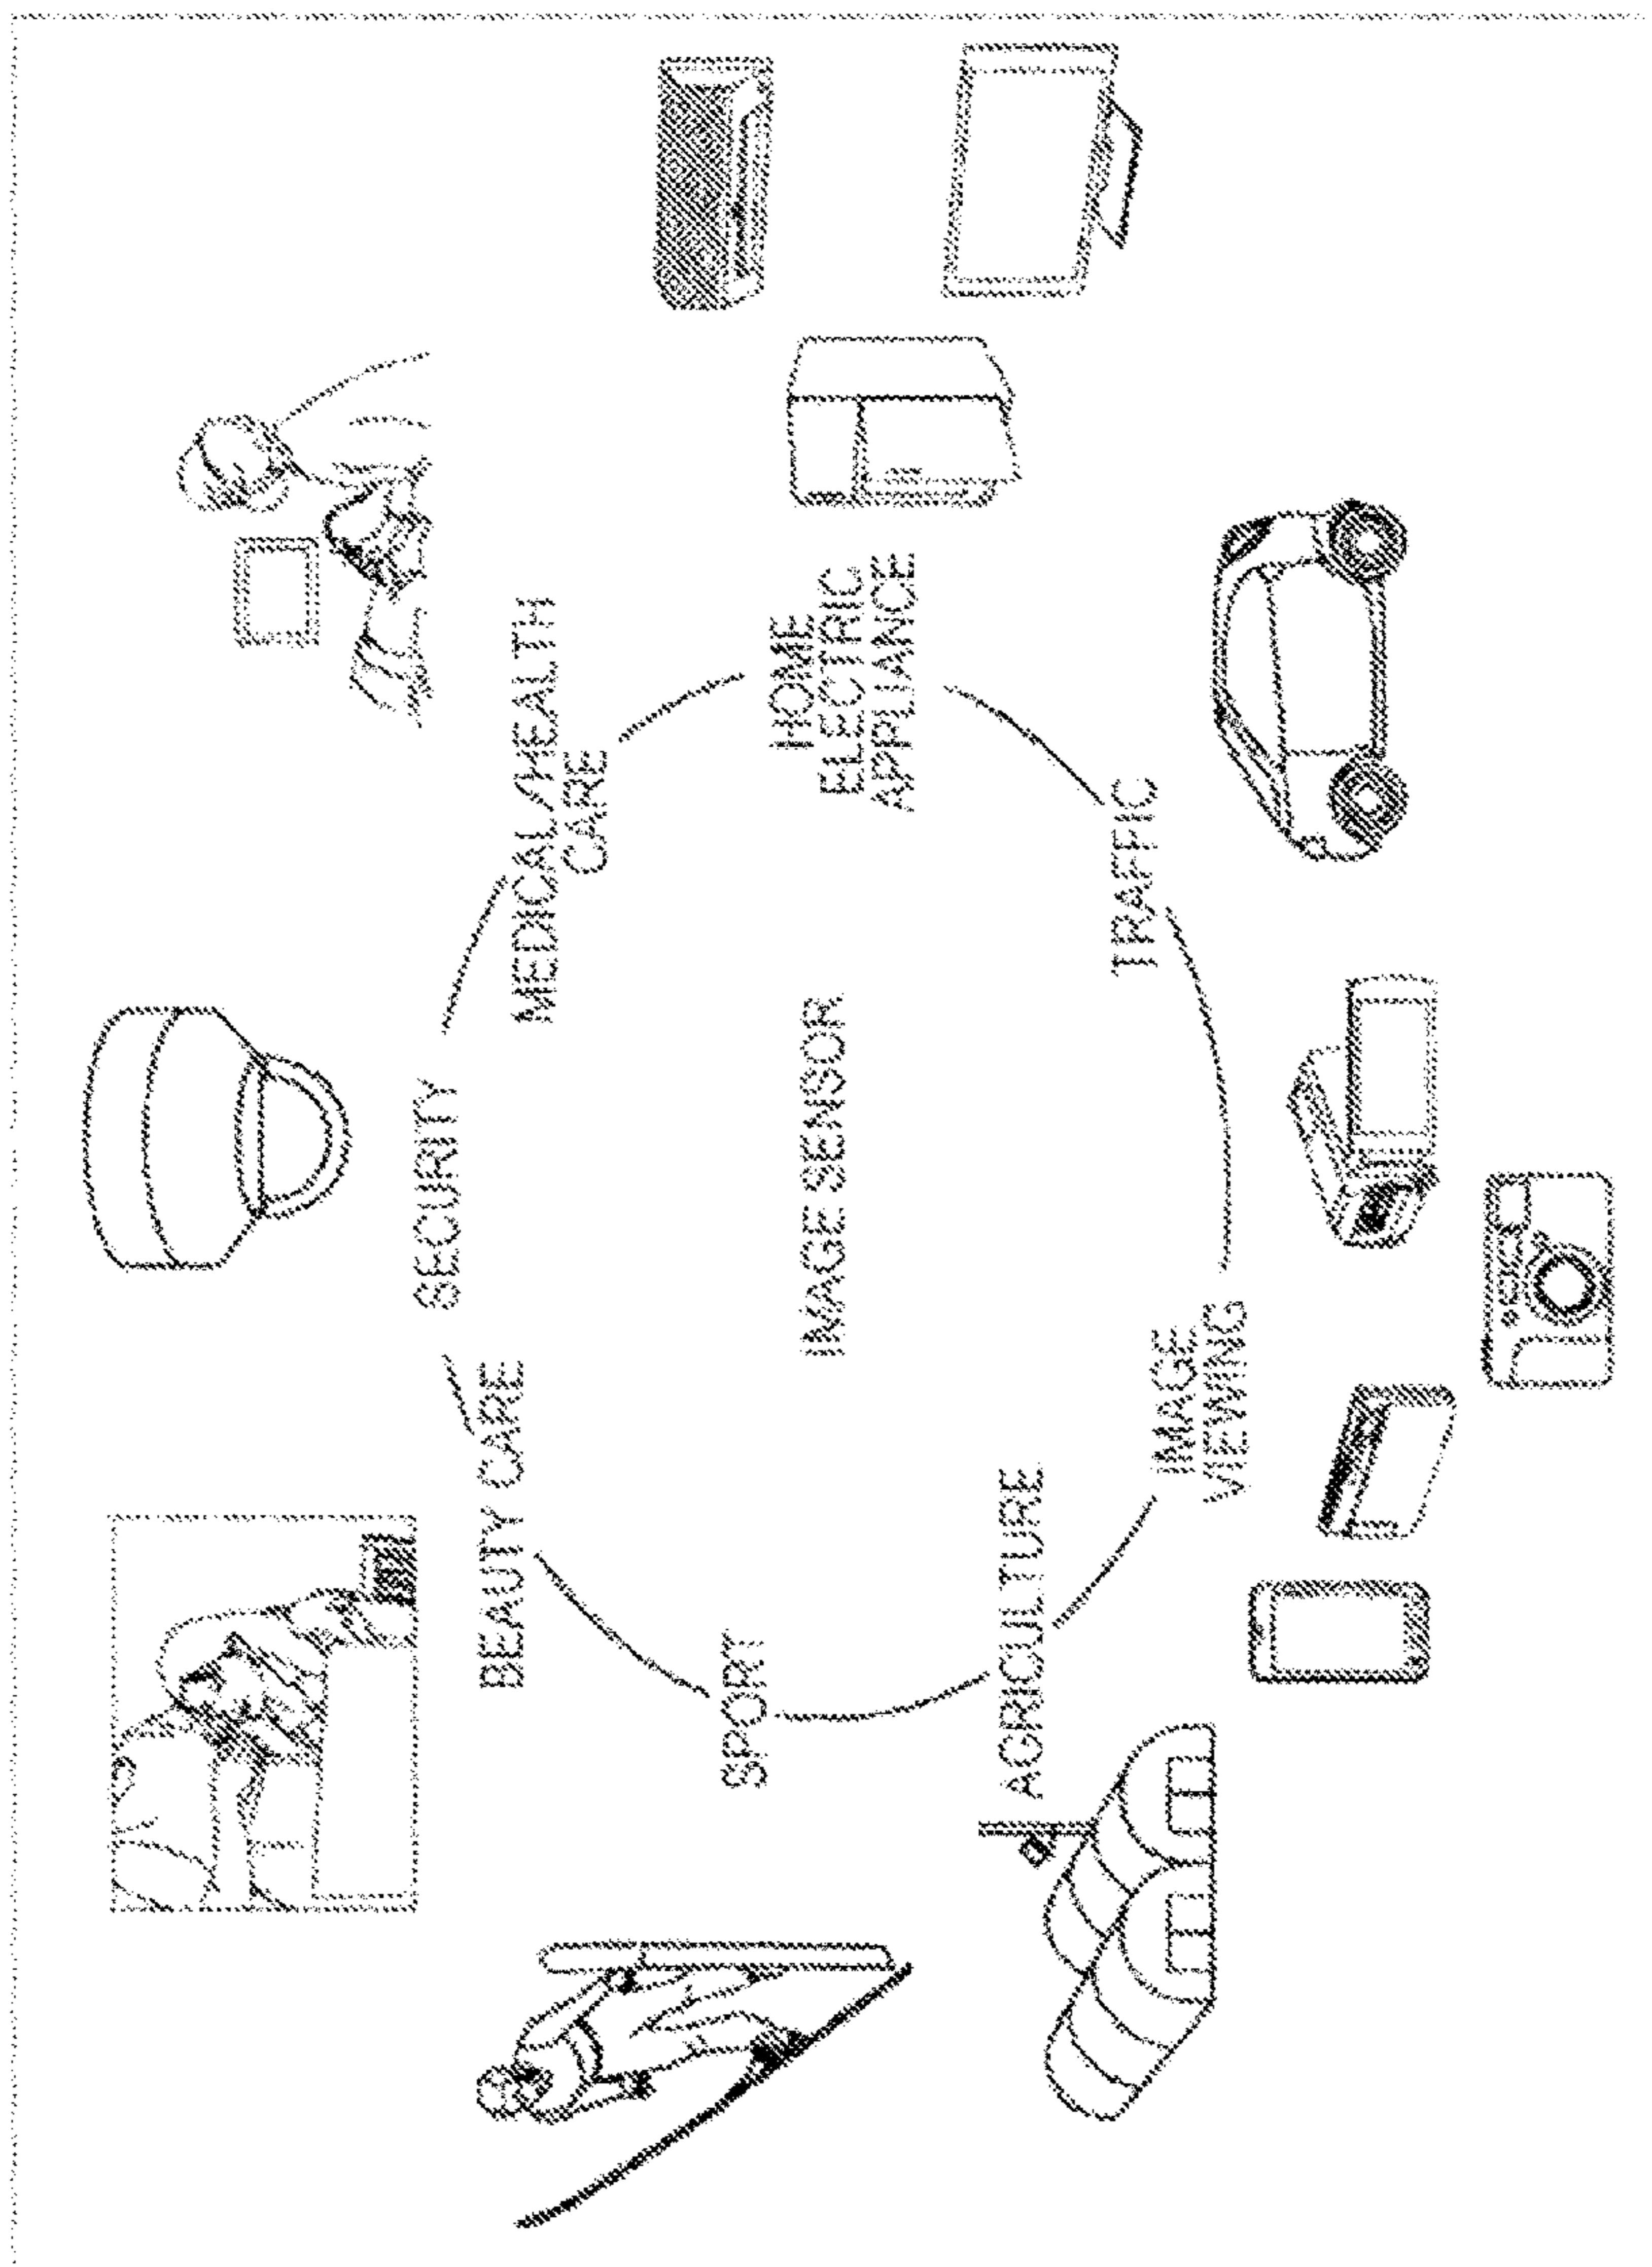 SECURITY
BEAUTY CARE
MEDICAL/HEALTH
CARE
SPORT
IMAGE SENSOR
HOME
ELECTRIC
APPLIANCE
AGRICULTURE
TRAFFIC
IMAGE
VIEWING